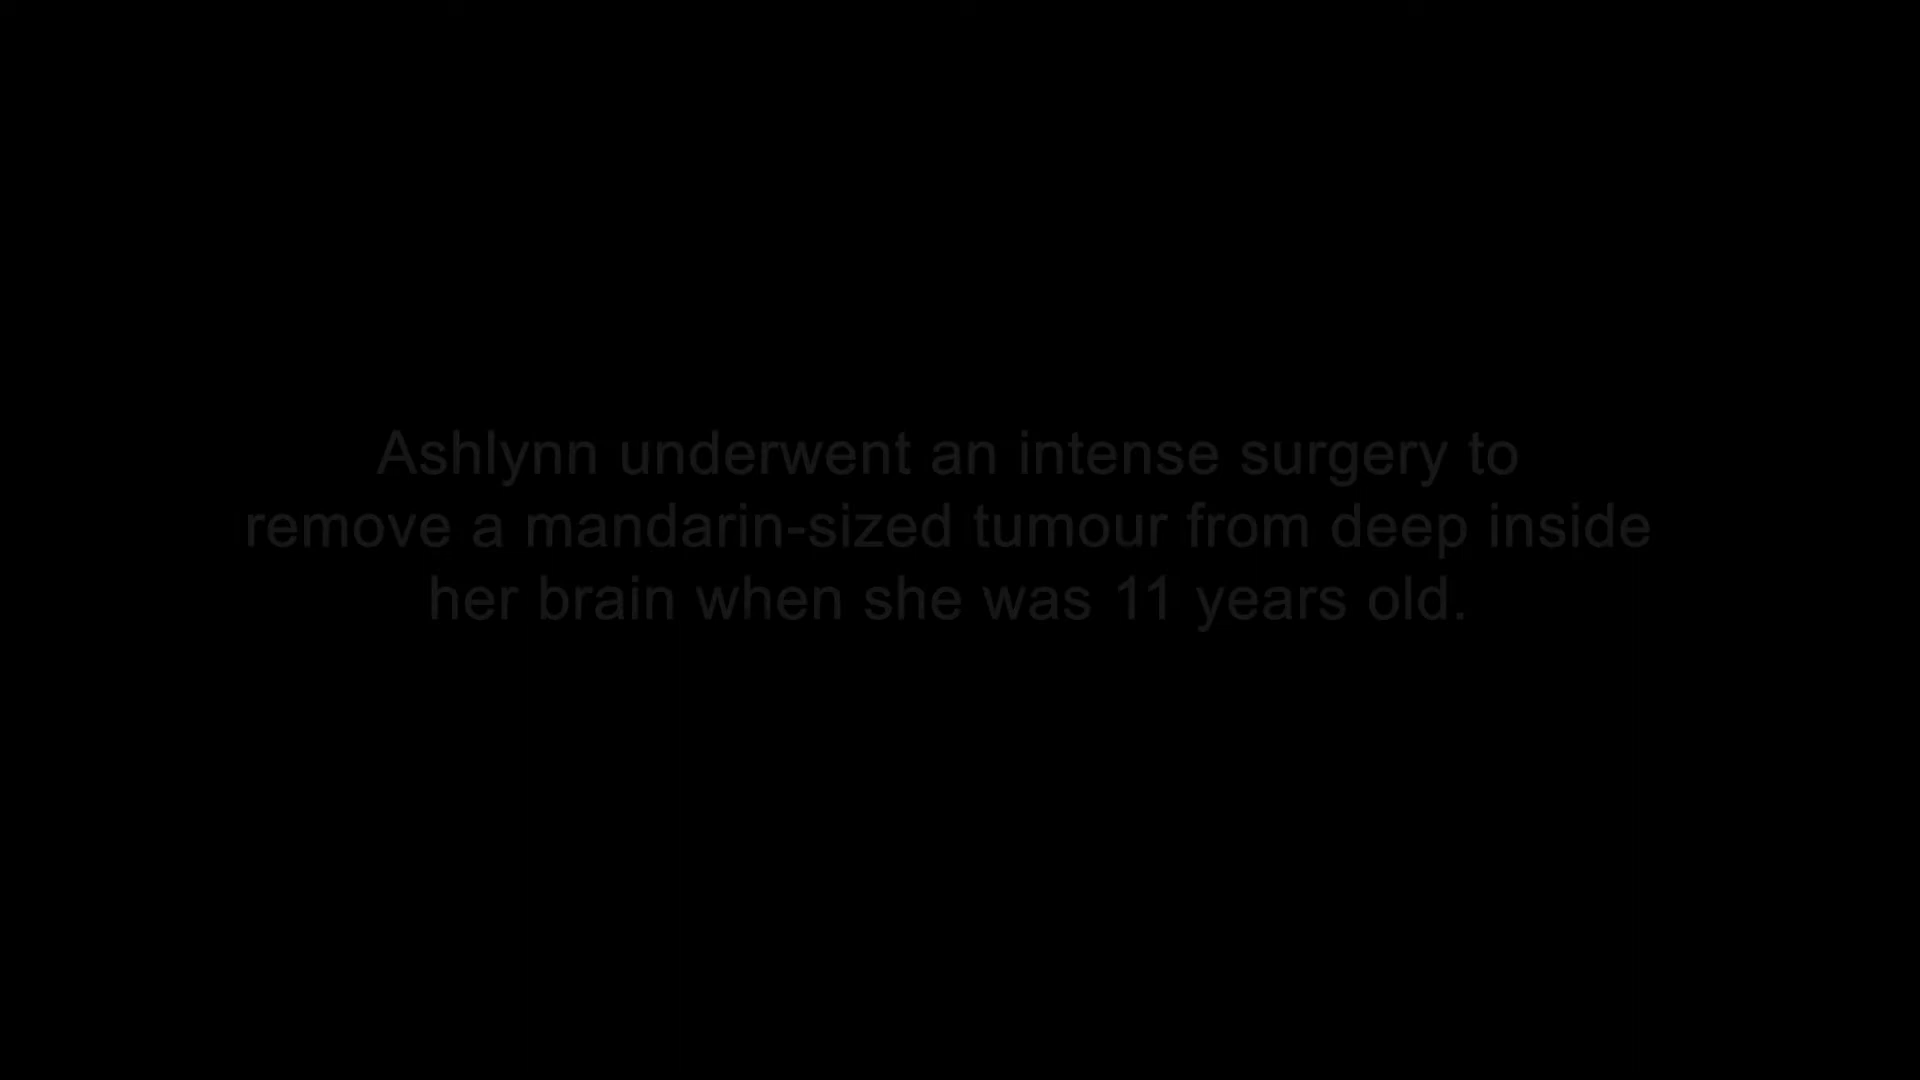 Ashlynn underwent an intense surgery to
remove a mandarin-sized tumour from deep inside
her brain when she was 11 years old.